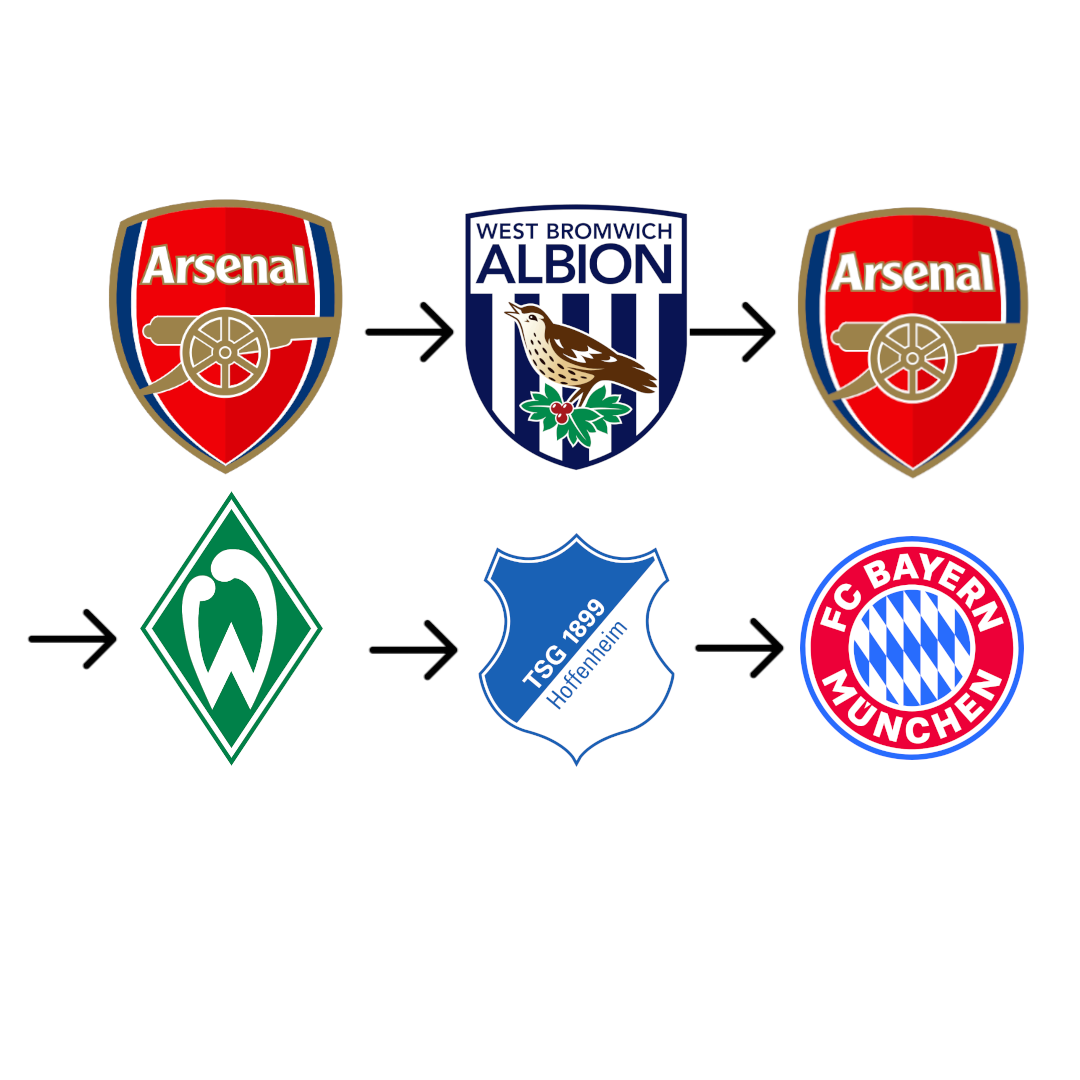 Arsenal
WEST BROMWICH
ALBION
Arsenal
W
TSG 1899
Hoffenheim
FC BAYERN
MÜNCHEN